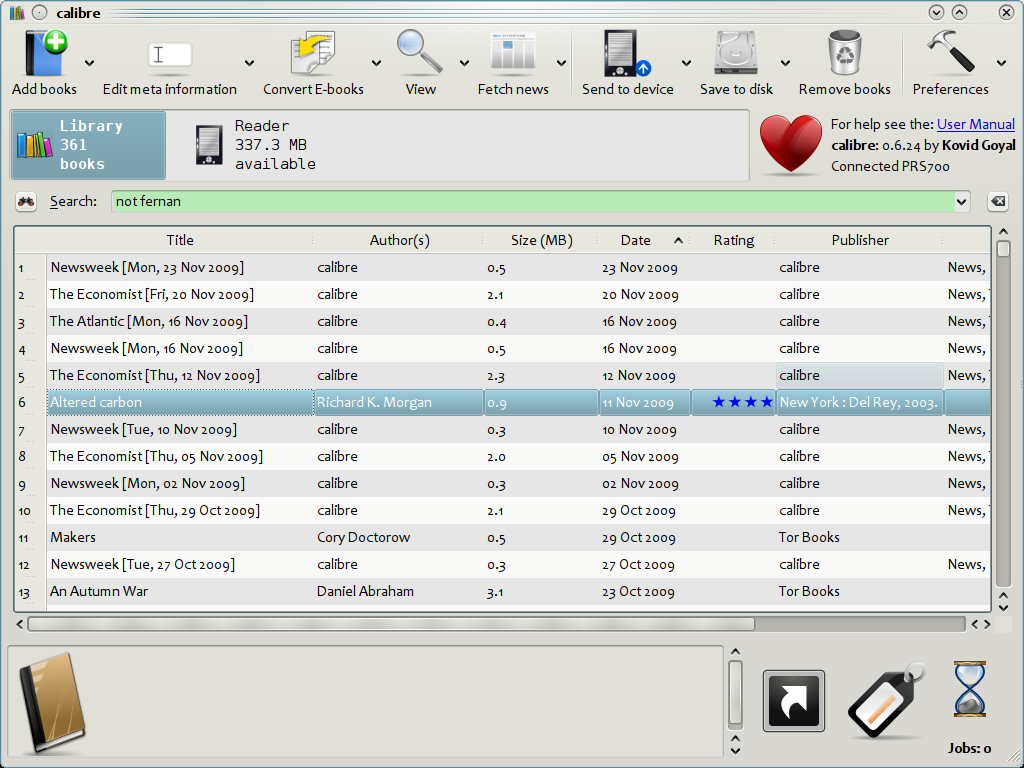 calibre
Add books Edit meta information Convert E-books View Fetch news Send to device Save to disk Remove books Preferences
Library
361
books
Reader
337.3 MB
available
For help see the: User Manual
calibre: 0.6.24 by Kovid Goyal
Connected PRS700
Search: not fernan
Title Author(s) Size (MB) Date Rating Publisher
1 Newsweek [Mon, 23 Nov 2009] calibre 0.5 23 Nov 2009 calibre News,
2 The Economist [Fri, 20 Nov 2009] calibre 2.1 20 Nov 2009 calibre News,
3 The Atlantic [Mon, 16 Nov 2009] calibre 0.4 16 Nov 2009 calibre News,
4 Newsweek [Mon, 16 Nov 2009] calibre 0.5 16 Nov 2009 calibre News,
5 The Economist [Thu, 12 Nov 2009] calibre 2.3 12 Nov 2009 calibre News,
6 Altered carbon Richard K. Morgan 0.9 11 Nov 2009 ★★★★ New York : Del Rey, 2003.
7 Newsweek [Tue, 10 Nov 2009] calibre 0.3 10 Nov 2009 calibre News,
8 The Economist [Thu, 05 Nov 2009] calibre 2.0 05 Nov 2009 calibre News,
9 Newsweek [Mon, 02 Nov 2009] calibre 0.3 02 Nov 2009 calibre News,
10 The Economist [Thu, 29 Oct 2009] calibre 2.1 29 Oct 2009 calibre News,
11 Makers Cory Doctorow 0.5 29 Oct 2009 Tor Books
12 Newsweek [Tue, 27 Oct 2009] calibre 0.3 27 Oct 2009 calibre News,
13 An Autumn War Daniel Abraham 3.1 23 Oct 2009 Tor Books
Jobs: 0